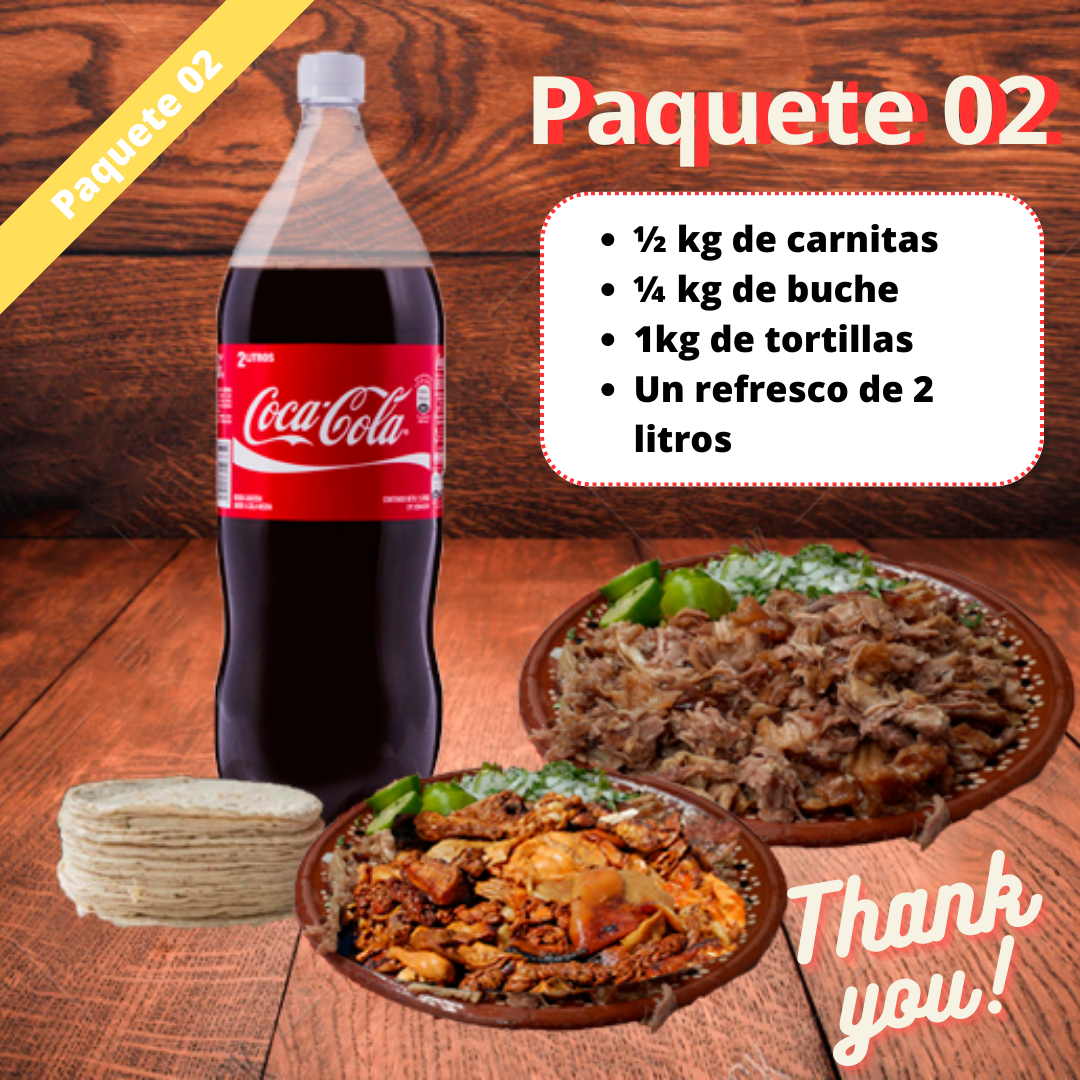 Paquete 02
Paquete 02
• ½ kg de carnitas
• ¼ kg de buche
• 1kg de tortillas
• Un refresco de 2
litros
2 LITROS
Coca-Cola
Thank
you!